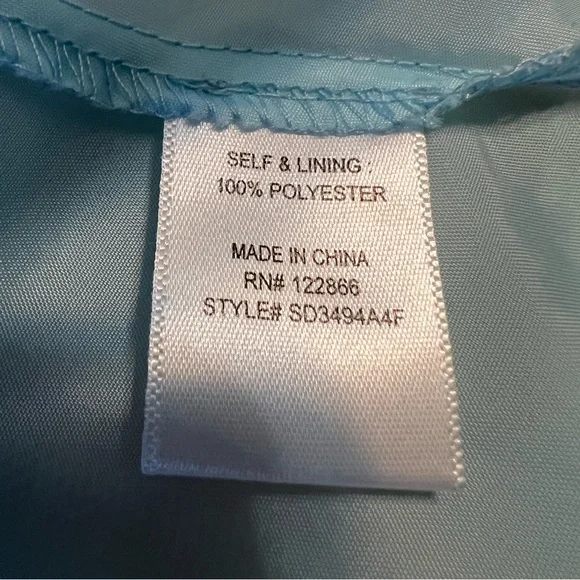 SELF & LINING :
100% POLYESTER
MADE IN CHINA
RN# 122866
STYLE# SD3494A4F